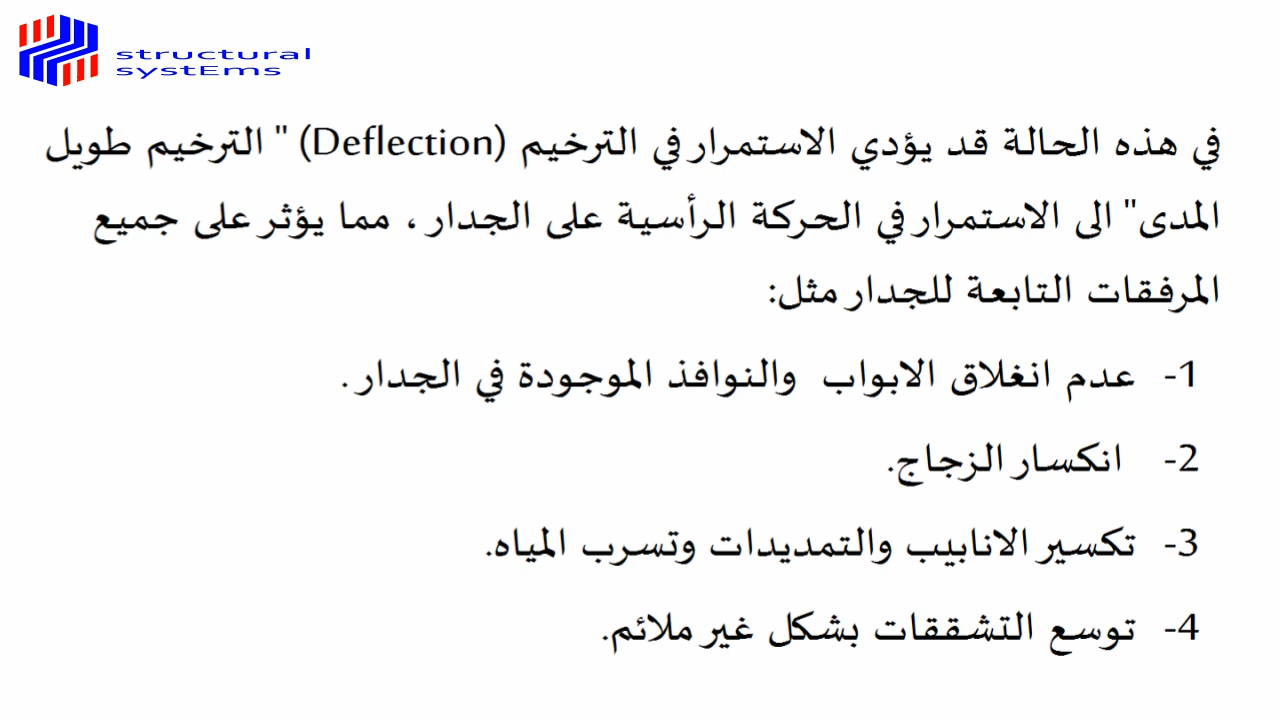 structural
systEms
في هذه الحالة قد يؤدي الاستمرار في الترخيم (Deflection) " الترخيم طويل
المدى" الى الاستمرار في الحركة الرأسية على الجدار ، مما يؤثر على جميع
المرفقات التابعة للجدار مثل:
1- عدم انغلاق الابواب والنوافذ الموجودة في الجدار .
2- انكسار الزجاج.
3- تكسير الانابيب والتمديدات وتسرب المياه.
4- توسع التشققات بشكل غير ملائم.